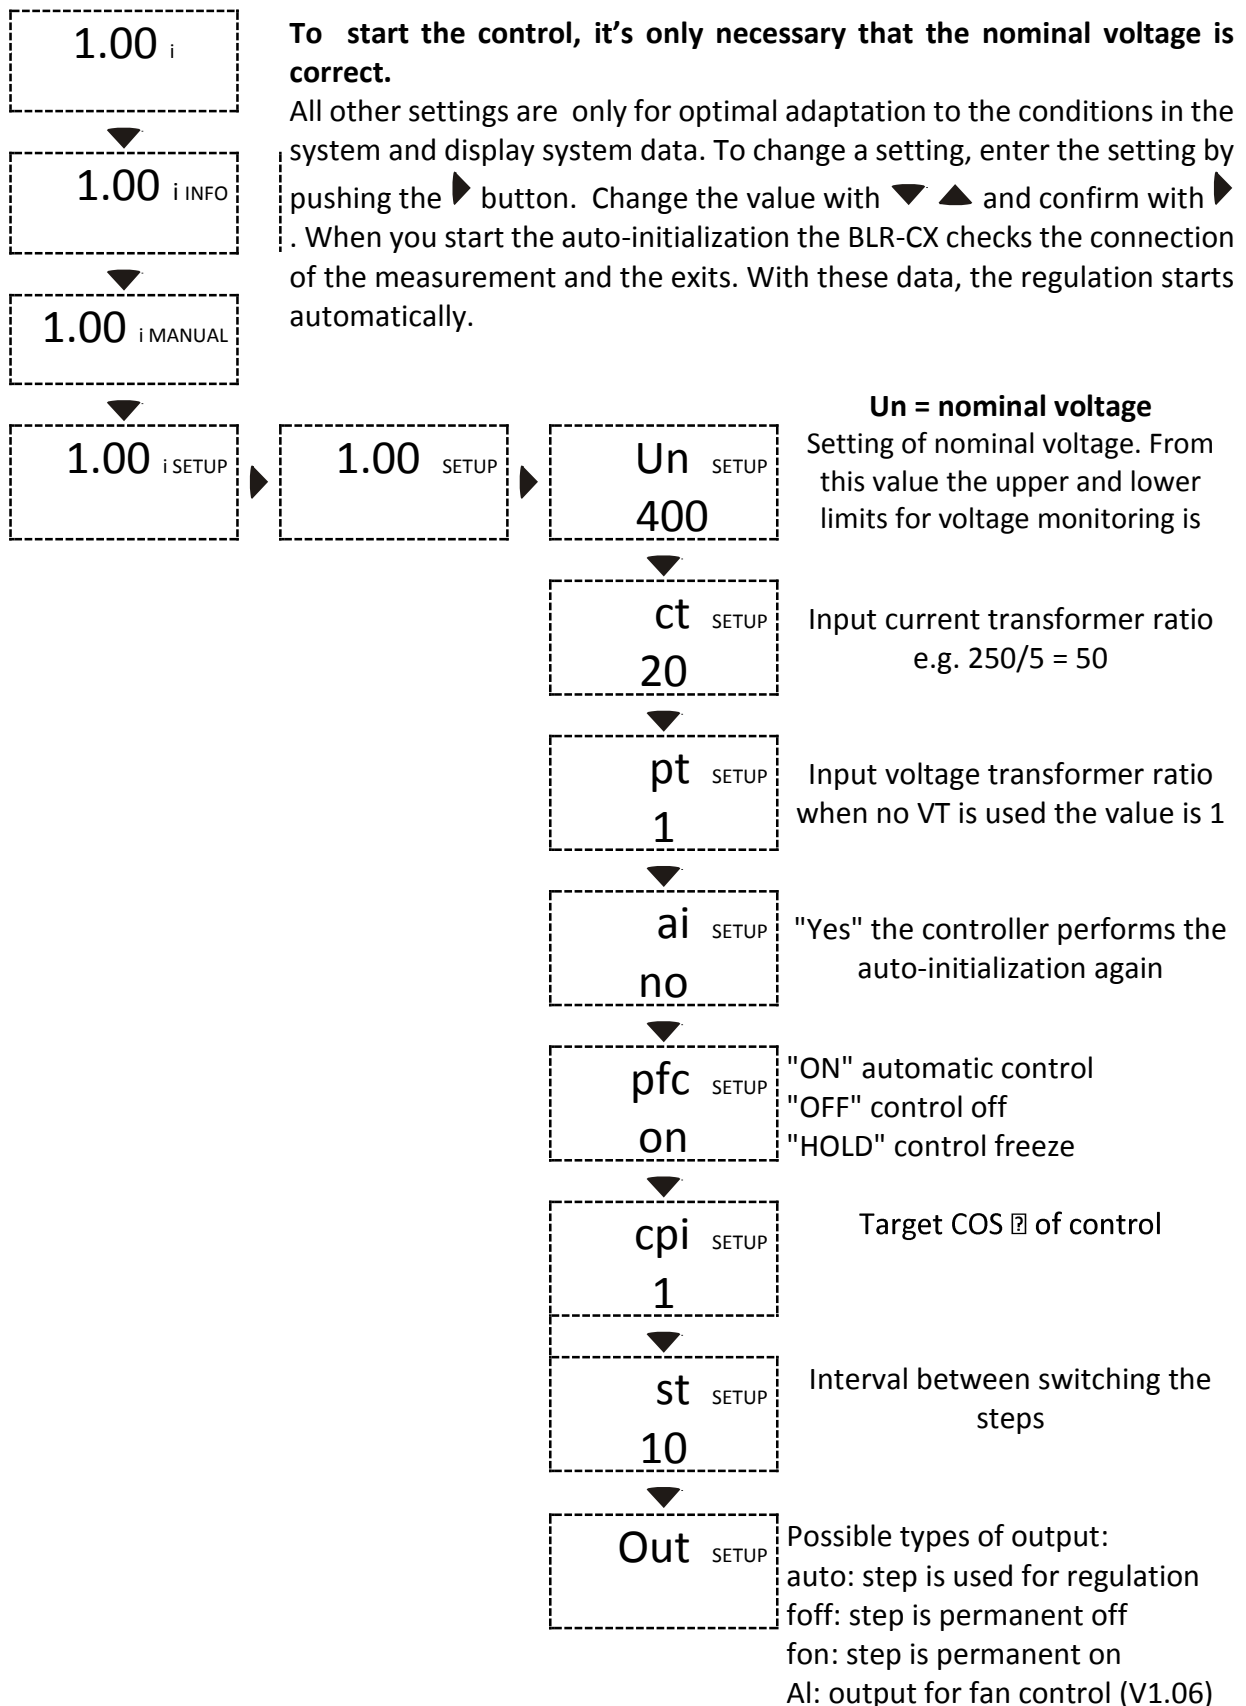 1.00 i
To start the control, it's only necessary that the nominal voltage is
correct.
All other settings are only for optimal adaptation to the conditions in the
system and display system data. To change a setting, enter the setting by
1.00 i INFO
pushing the ▶ button. Change the value with ▼ ▲ and confirm with ▶
. When you start the auto-initialization the BLR-CX checks the connection
of the measurement and the exits. With these data, the regulation starts
automatically.
1.00 i MANUAL
1.00 i SETUP
1.00 SETUP
Un SETUP
400
Un = nominal voltage
Setting of nominal voltage. From
this value the upper and lower
limits for voltage monitoring is
ct SETUP
20
Input current transformer ratio
e.g. 250/5 = 50
pt SETUP
1
Input voltage transformer ratio
when no VT is used the value is 1
ai SETUP
no
"Yes" the controller performs the
auto-initialization again
pfc SETUP
on
"ON" automatic control
"OFF" control off
"HOLD" control freeze
cpi SETUP
1
Target COS ⍰ of control
st SETUP
10
Interval between switching the
steps
Out SETUP
Possible types of output:
auto: step is used for regulation
foff: step is permanent off
fon: step is permanent on
Al: output for fan control (V1.06)